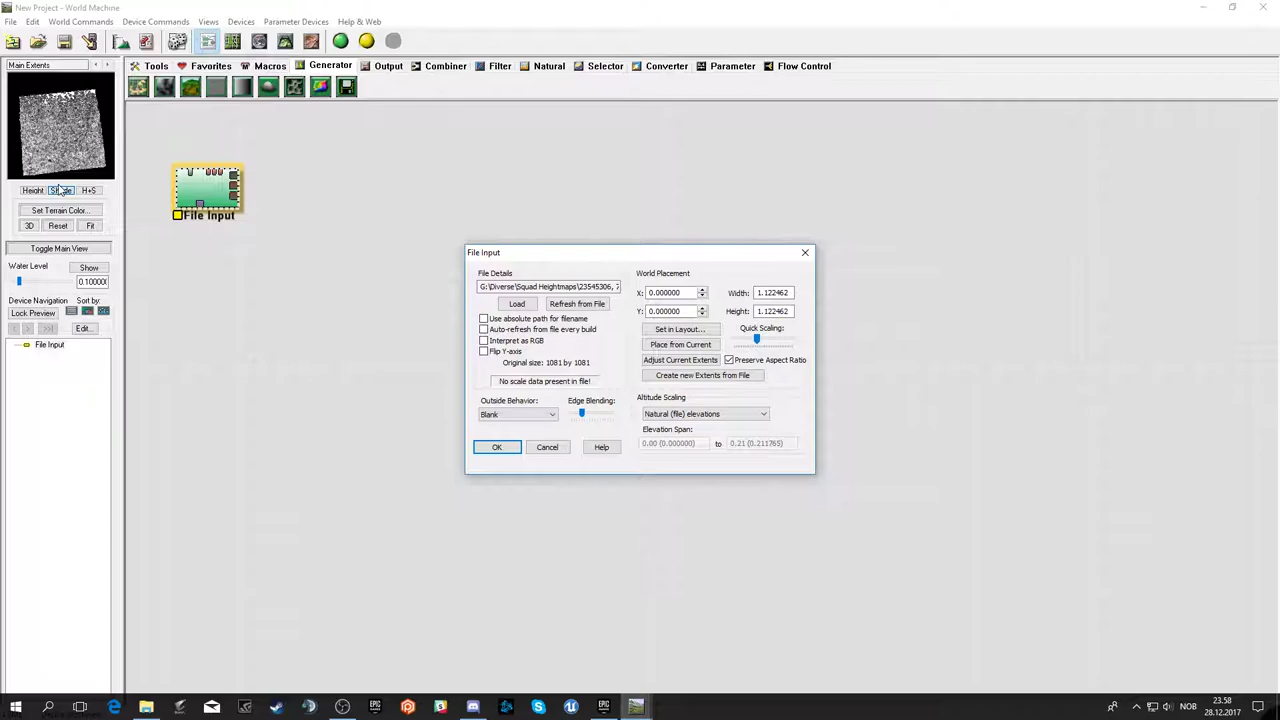 New Project - World Machine
File Edit World Commands Device Commands Views Devices Parameter Devices Help & Web
Main Extents
Tools Favorites Macros Generator Output Combiner Filter Natural Selector Converter Parameter Flow Control
Height H+S
Set Terrain Color...
3D Reset Fit
Toggle Main View
Water Level Show
0.10000
Device Navigation Sort by:
Lock Preview
Edit...
File Input
File Input
File Input
File Details
G:\Diverse\Squad Heightmaps\23545306, 7
Load Refresh from File
Use absolute path for filename
Auto-refresh from file every build
Interpret as RGB
Flip Y-axis
Original size: 1081 by 1081
No scale data present in file!
Outside Behavior: Edge Blending:
Blank
OK Cancel Help
World Placement
X: 0.000000 Width: 1.122462
Y: 0.000000 Height: 1.122462
Set in Layout... Quick Scaling:
Place from Current
Adjust Current Extents Preserve Aspect Ratio
Create new Extents from File
Altitude Scaling
Natural (file) elevations
Elevation Span:
0.00 (0.000000) to 0.21 (0.211765)
NOB
23.58
28.12.2017